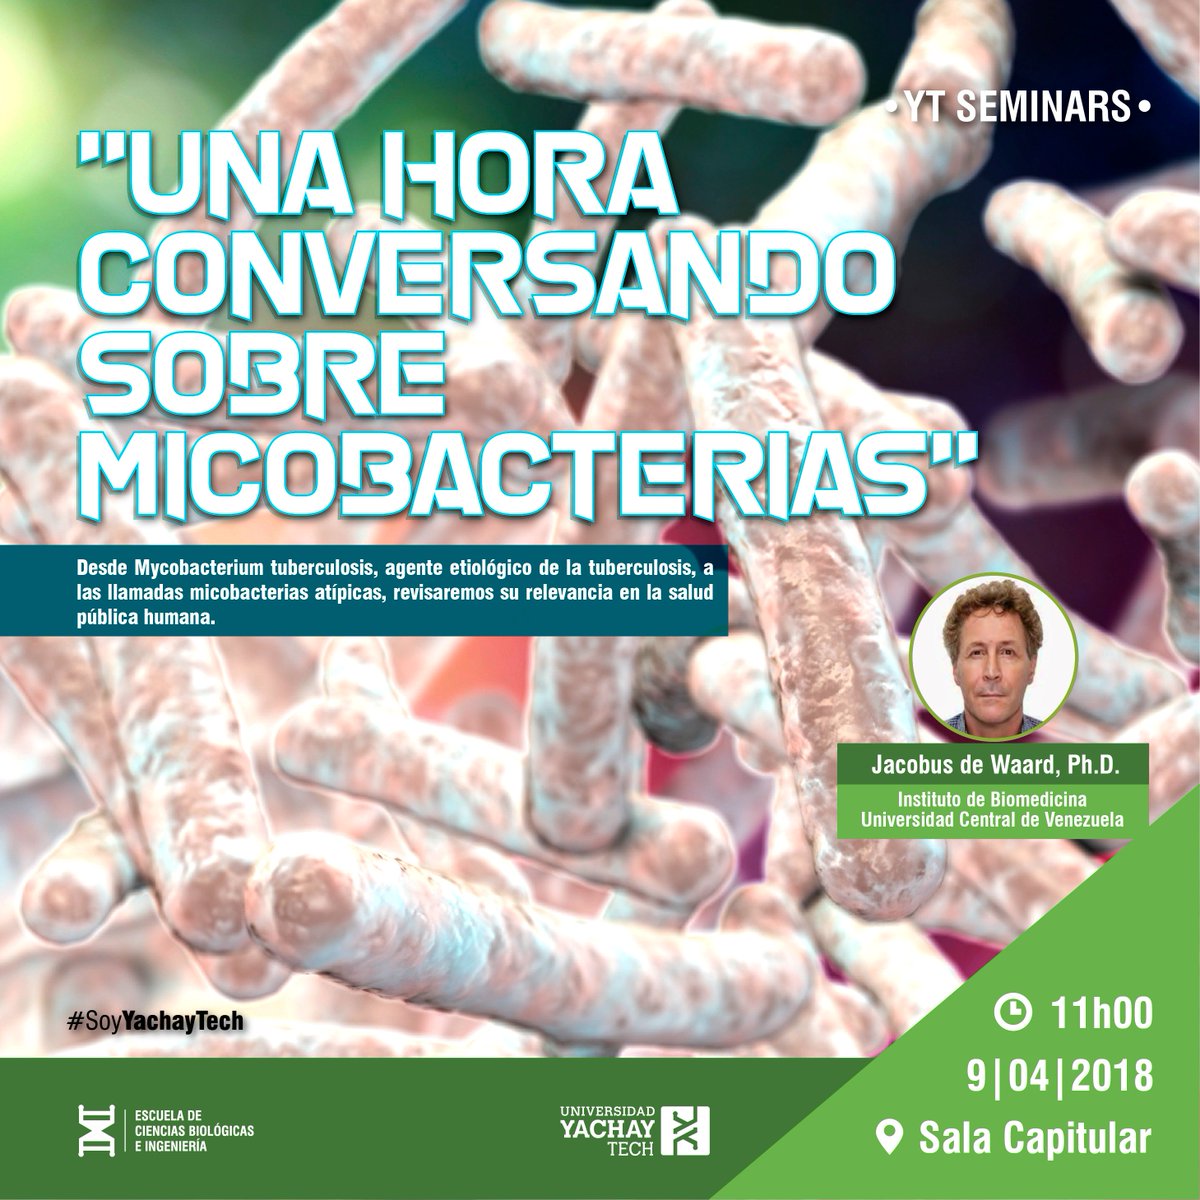 •YT SEMINARS•
"UNA HORA
CONVERSANDO
SOBRE
MICOBACTERIAS"
Desde Mycobacterium tuberculosis, agente etiológico de la tuberculosis, a
las llamadas micobacterias atípicas, revisaremos su relevancia en la salud
pública humana.
Jacobus de Waard, Ph.D.
Instituto de Biomedicina
Universidad Central de Venezuela
#SoyYachayTech
11h00
9|04|2018
Sala Capitular
ESCUELA DE
CIENCIAS BIOLÓGICAS
E INGENIERÍA
UNIVERSIDAD
YACHAY
TECH